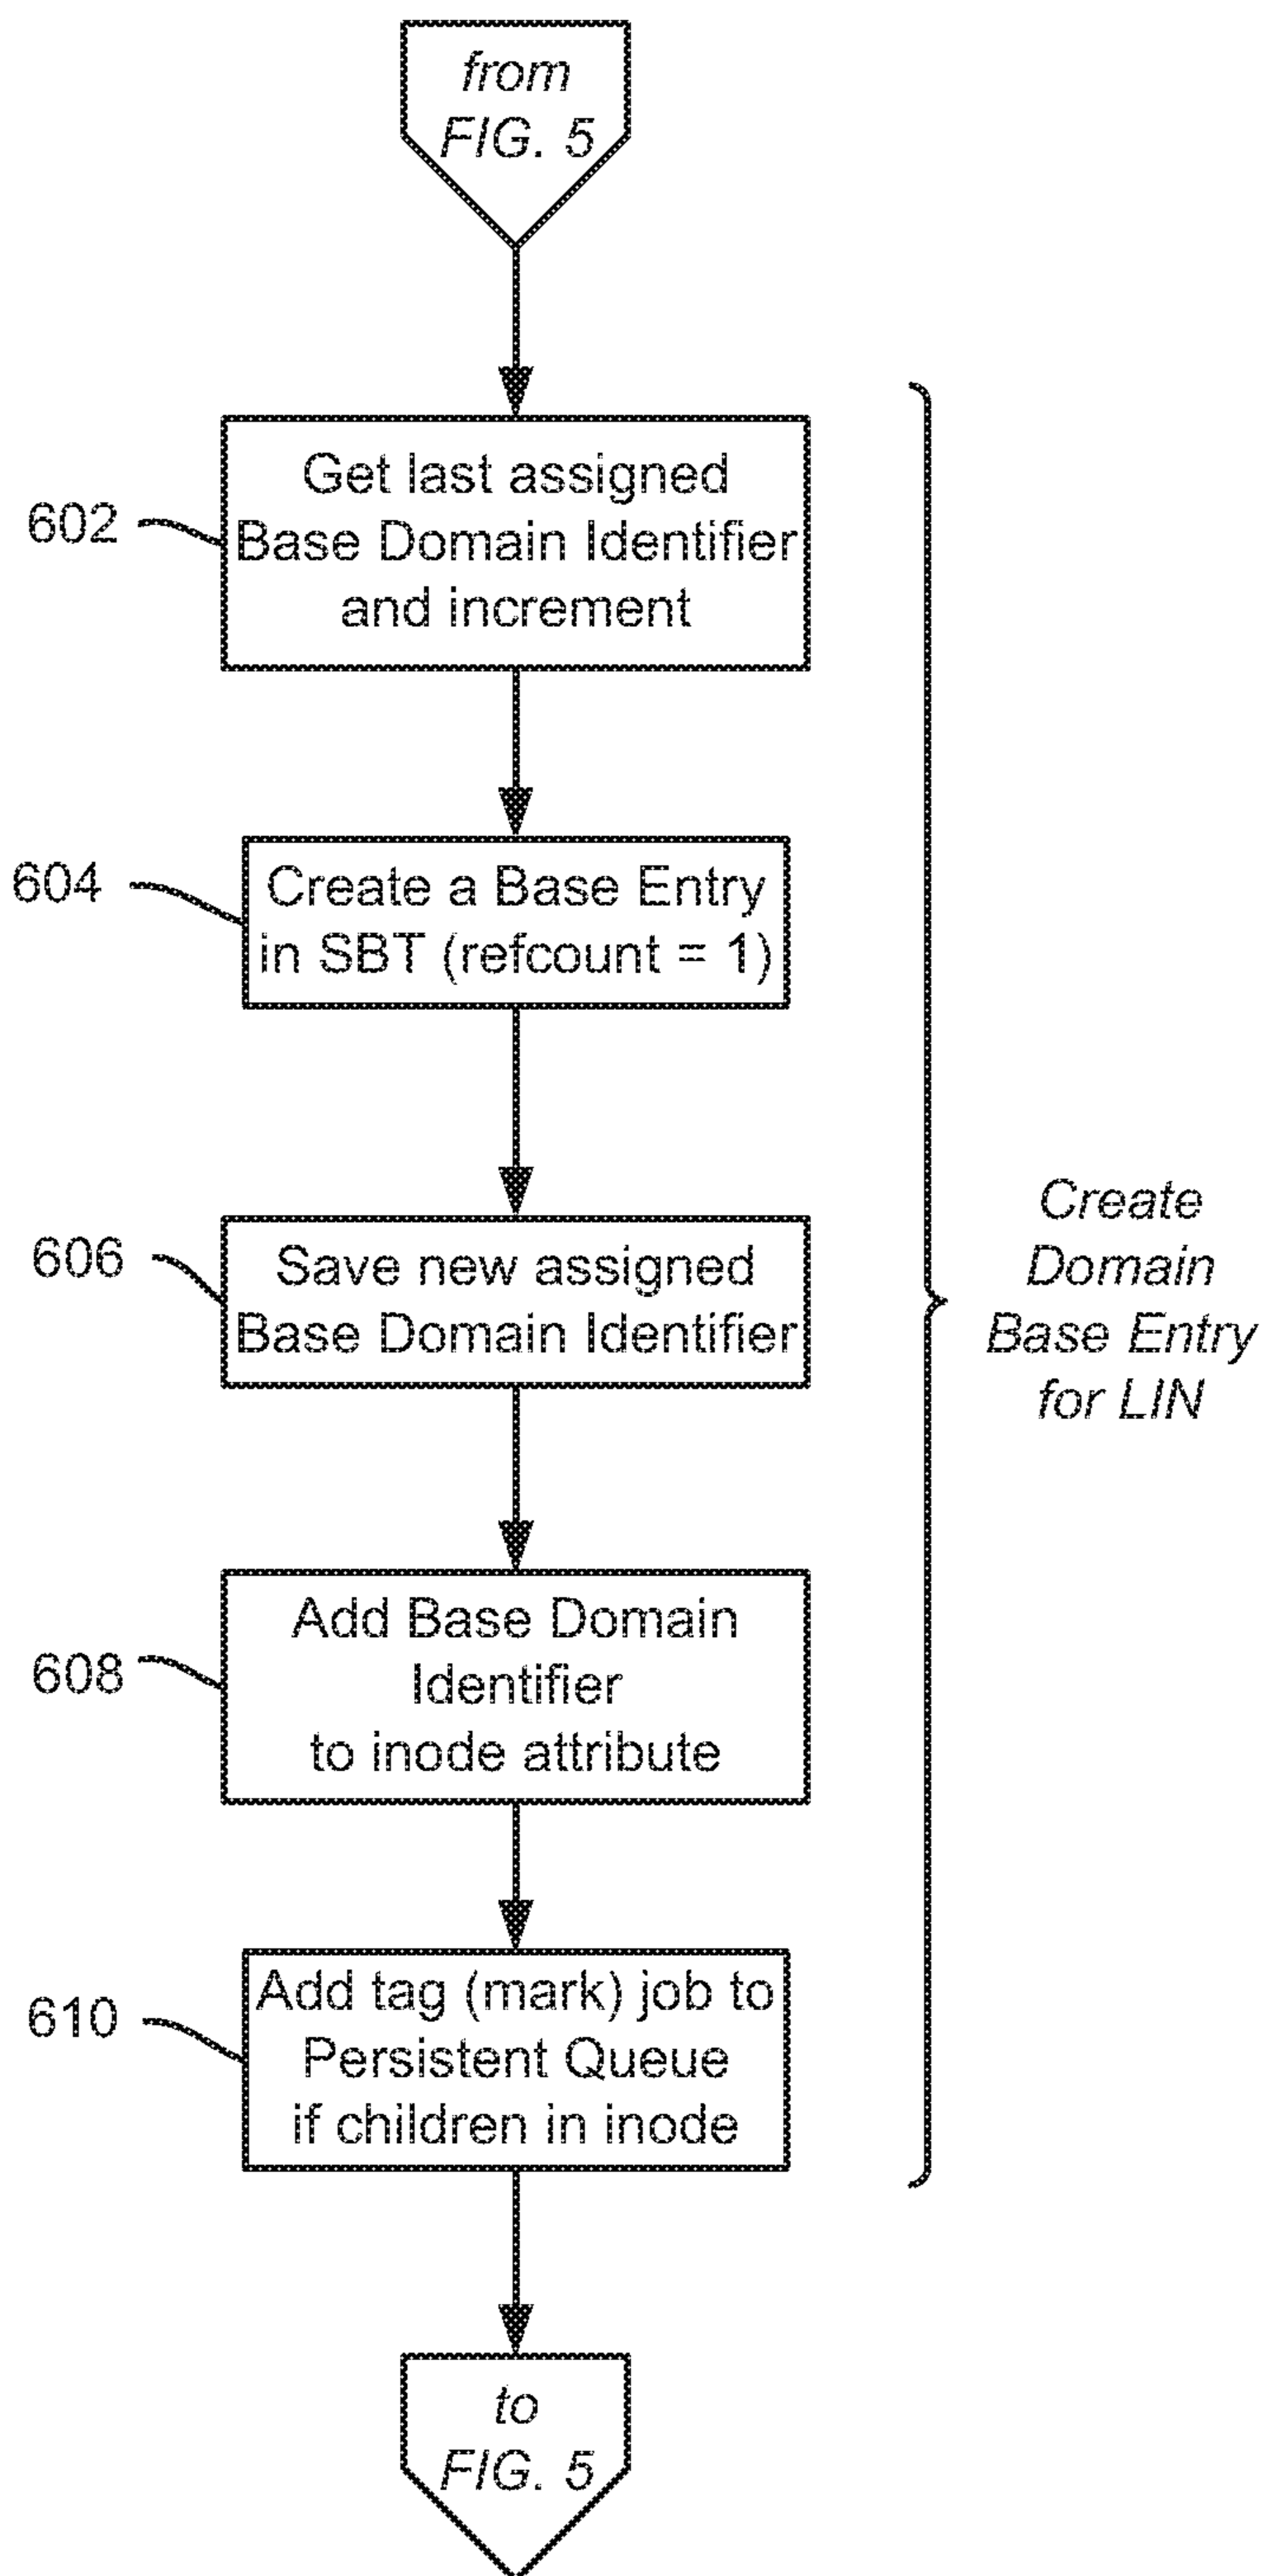 from
FIG. 5
602
Get last assigned
Base Domain Identifier
and increment
604
Create a Base Entry
in SBT (refcount = 1)
606
Save new assigned
Base Domain Identifier
Create
Domain
Base Entry
for LIN
608
Add Base Domain
Identifier
to inode attribute
610
Add tag (mark) job to
Persistent Queue
if children in inode
to
FIG. 5